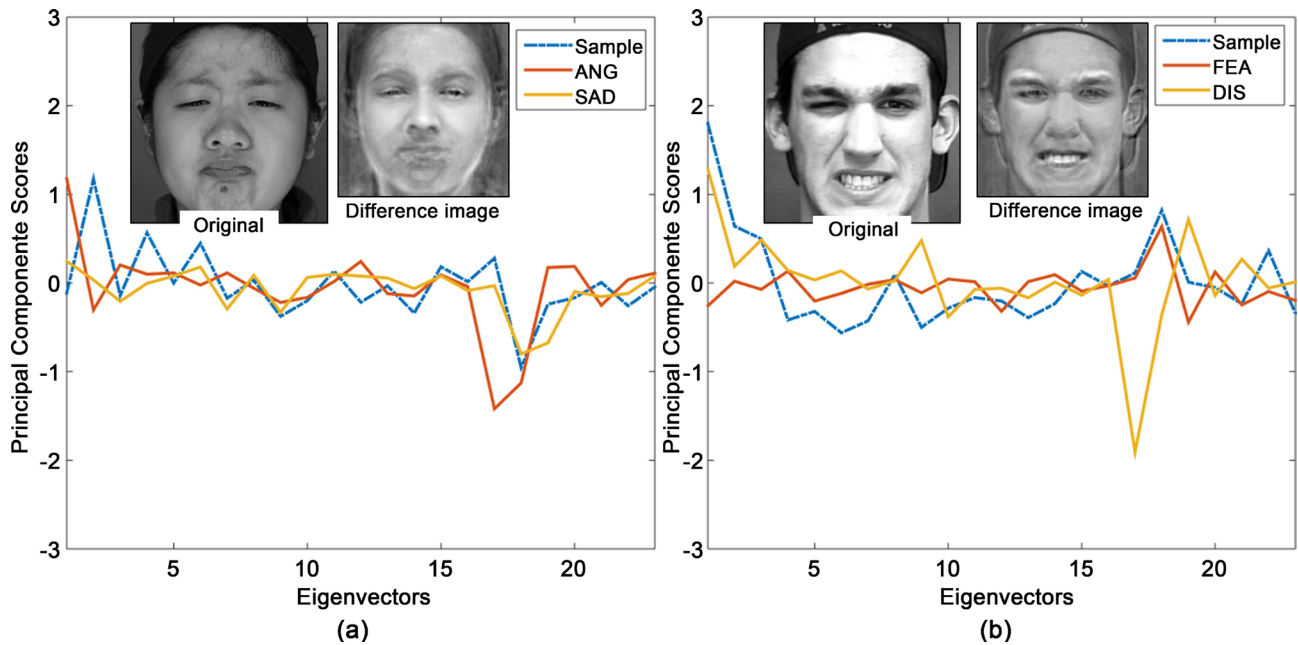 3
2
1
0
-1
-2
-3
Principal Componente Scores
Original
Difference image
Sample
ANG
SAD
5
10
15
20
Eigenvectors
(a)
3
2
1
0
-1
-2
-3
Principal Componente Scores
Original
Difference image
Sample
FEA
DIS
5
10
15
20
Eigenvectors
(b)